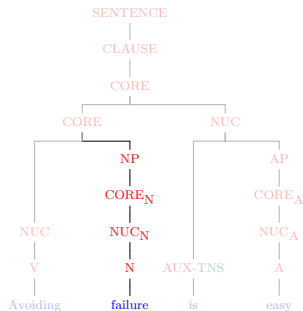 SENTENCE
CLAUSE
CORE
CORE NUC
NP AP
CORE_N CORE_A
NUC NUC_N NUC_A
V N AUX-TNS A
Avoiding failure is easy